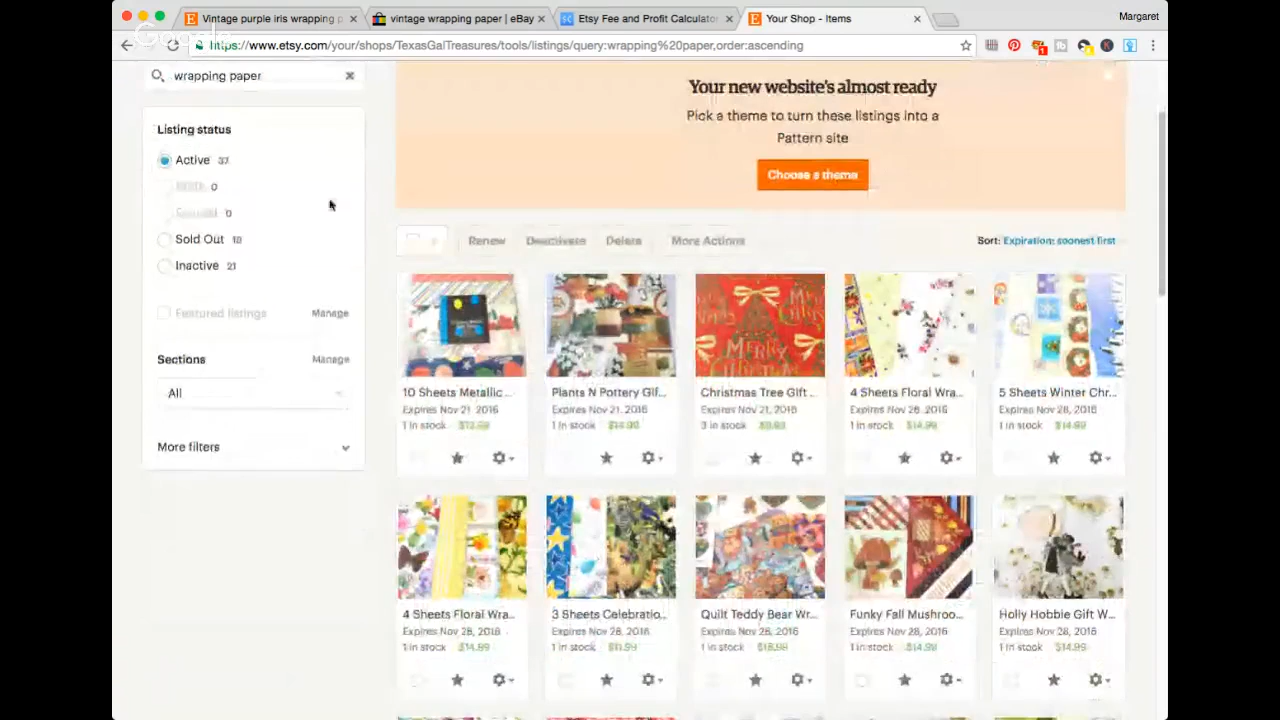 Vintage purple iris wrapping p
vintage wrapping paper | eBay
Etsy Fee and Profit Calculator
Your Shop - Items
Margaret
Google
https://www.etsy.com/your/shops/TexasGalTreasures/tools/listings/query:wrapping%20paper,order:ascending
wrapping paper
Your new website's almost ready
Pick a theme to turn these listings into a
Pattern site
Choose a theme
Listing status
Active 37
0
0
Sold Out 18
Inactive 21
Featured listings Manage
Sections Manage
All
More filters
Renew Deactivate Delete More Actions
Sort: Expiration: soonest first
10 Sheets Metallic ... Plants N Pottery Gif... Christmas Tree Gift ... 4 Sheets Floral Wra... 5 Sheets Winter Chr...
Expires Nov 21, 2016 Expires Nov 21, 2016 Expires Nov 21, 2016 Expires Nov 28, 2016 Expires Nov 28, 2016
1 in stock 1 in stock 3 in stock 1 in stock $14.99 1 in stock $14.99
4 Sheets Floral Wra... 3 Sheets Celebratio... Quilt Teddy Bear Wr... Funky Fall Mushroo... Holly Hobbie Gift W...
Expires Nov 28, 2016 Expires Nov 28, 2016 Expires Nov 28, 2016 Expires Nov 28, 2016 Expires Nov 28, 2016
1 in stock $14.99 1 in stock $11.99 1 in stock 1 in stock $14.99 1 in stock $14.99